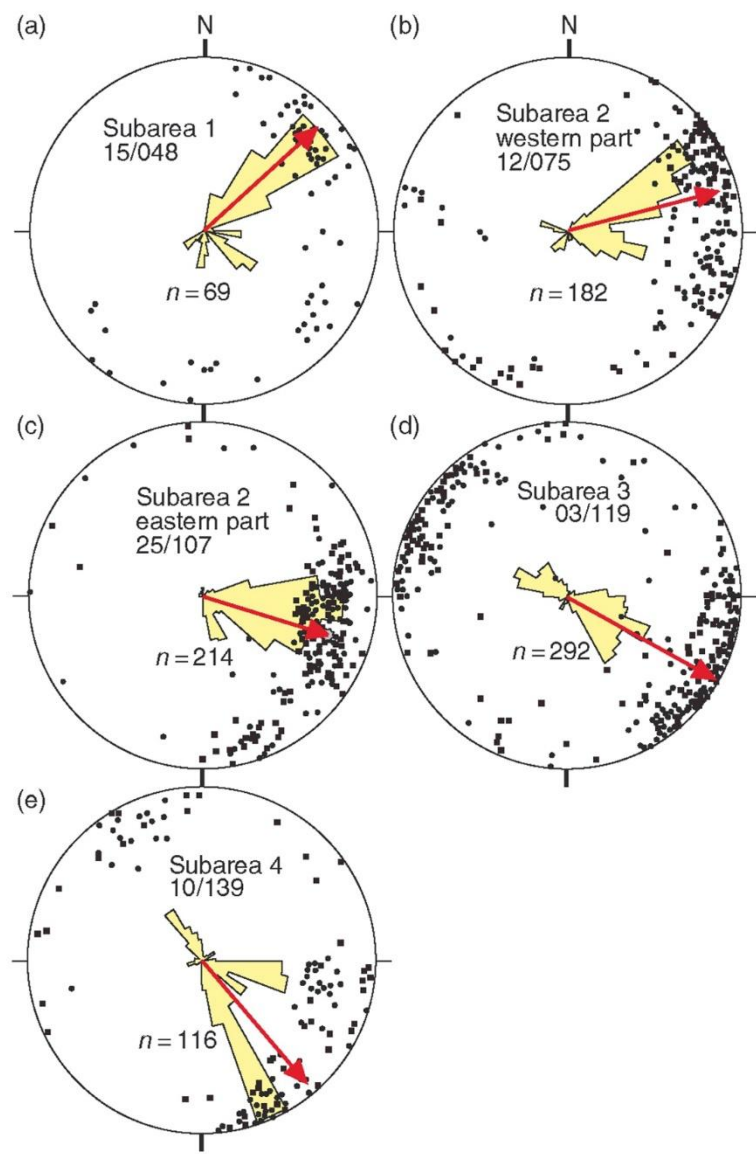 (a)
N
Subarea 1
15/048
n = 69
(b)
N
Subarea 2
western part
12/075
n = 182
(c)
Subarea 2
eastern part
25/107
n = 214
(d)
Subarea 3
03/119
n = 292
(e)
Subarea 4
10/139
n = 116